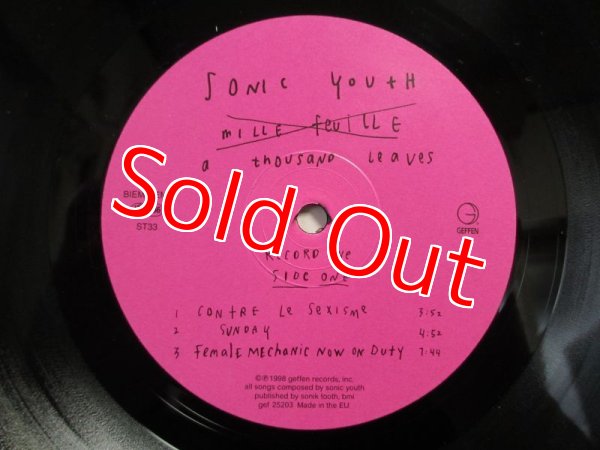 SONIC YOUTH
MILLE FEUILLE
a thousand leaves
GEFFEN
ST33
Sold Out
RECORD
SIDE ONE
1 CONTRE Le Sexisme 3:52
2 SUNDAY 4:52
3 Female MecHanic Now on Duty 7:44
©℗1998 geffen records, inc.
all songs composed by sonic youth
published by sonik tooth, bmi
gef 25203 Made in the EU